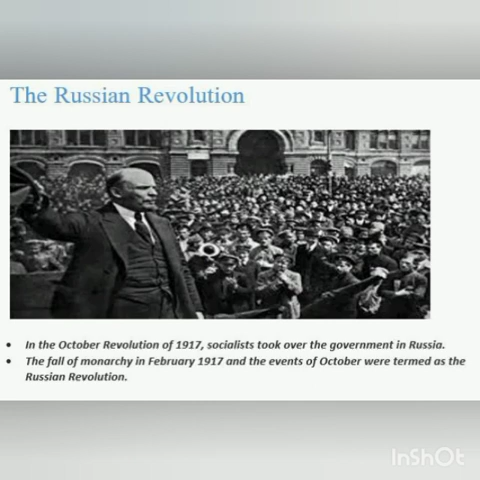 The Russian Revolution
In the October Revolution of 1917, socialists took over the government in Russia.
The fall of monarchy in February 1917 and the events of October were termed as the
Russian Revolution.
InShOt